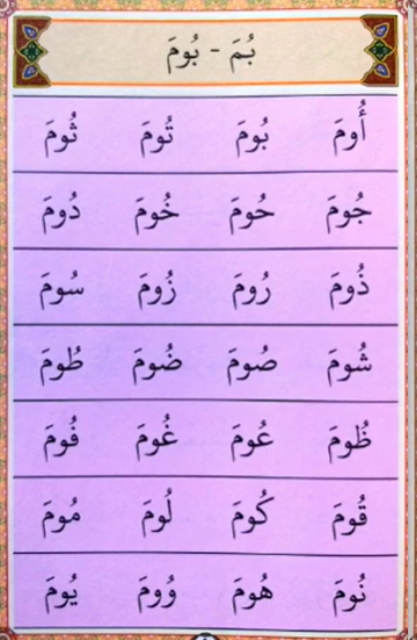 بُمَ - بُومَ
أُومَ بُومَ تُومَ ثُومَ
جُومَ حُومَ خُومَ دُومَ
ذُومَ رُومَ زُومَ سُومَ
شُومَ صُومَ ضُومَ طُومَ
ظُومَ عُومَ غُومَ فُومَ
قُومَ كُومَ لُومَ مُومَ
نُومَ هُومَ وُومَ يُومَ